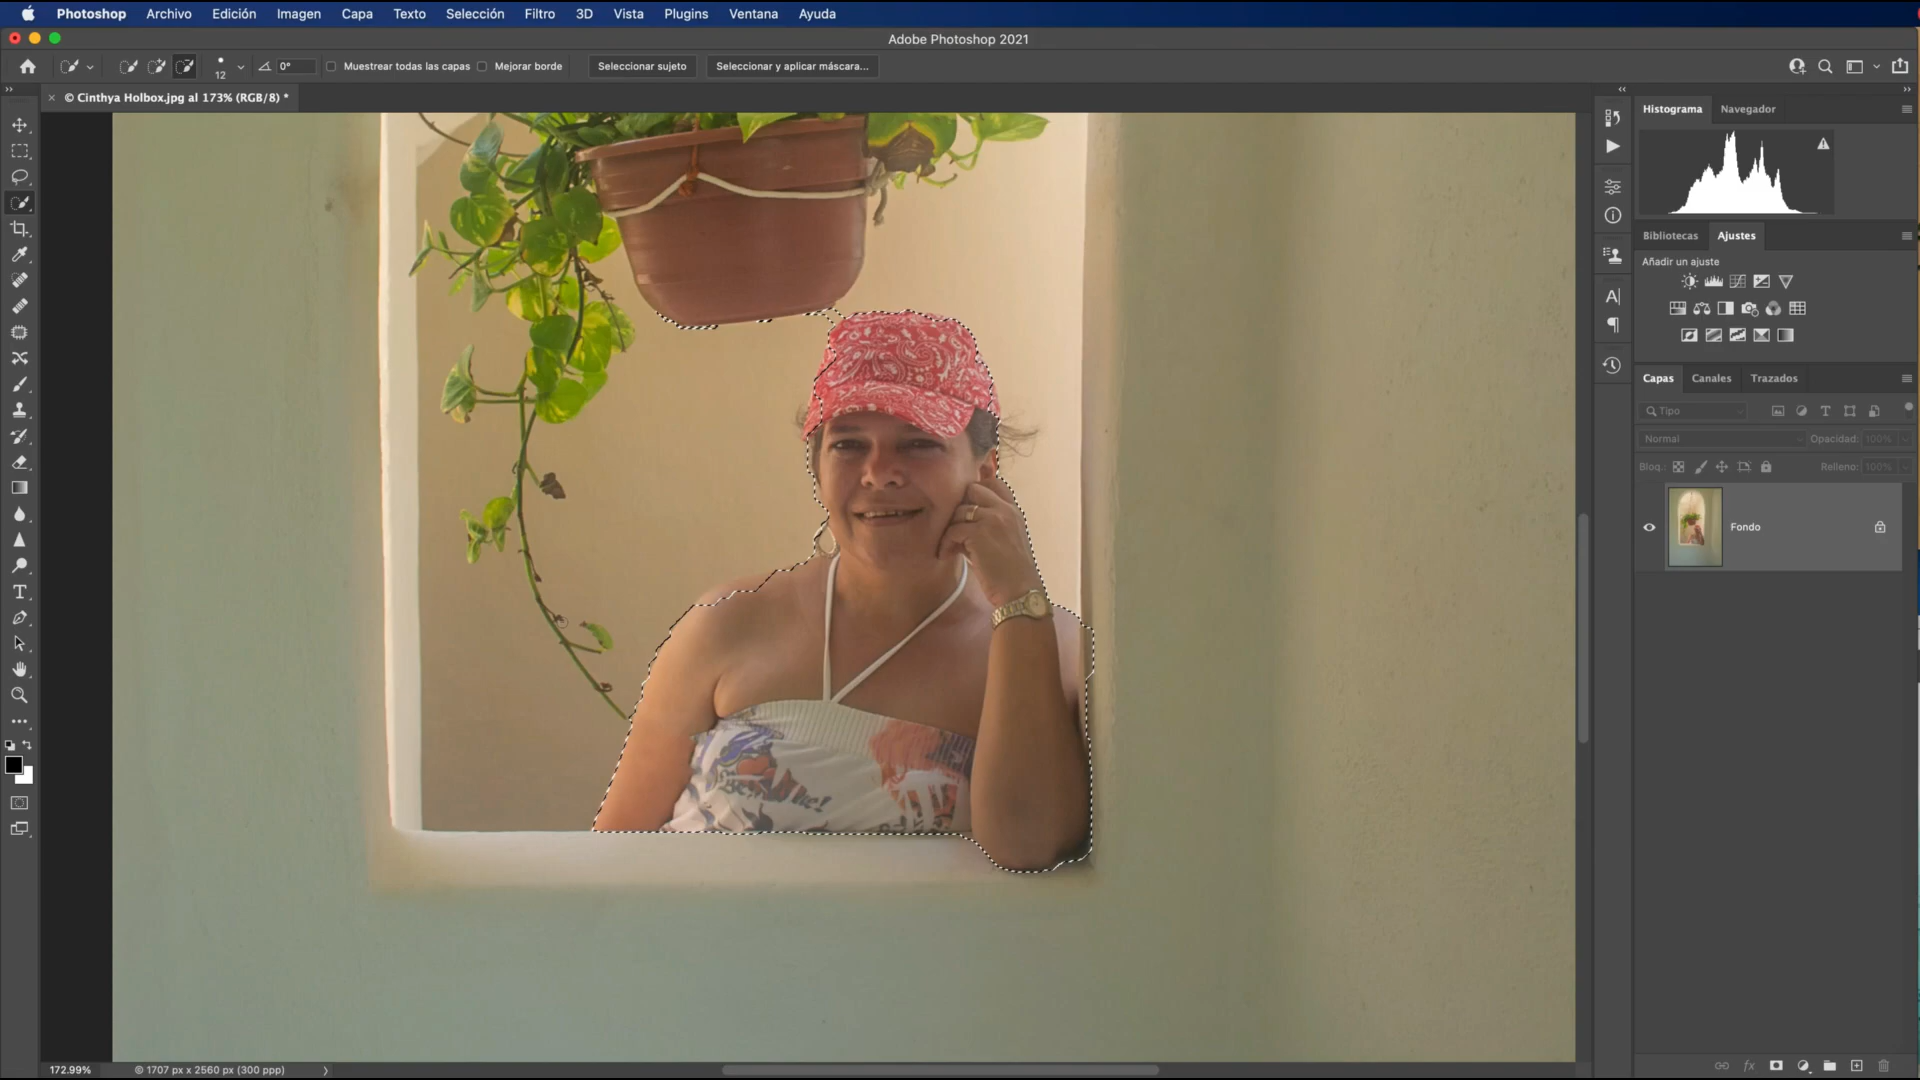 Photoshop Archivo Edición Imagen Capa Texto Selección Filtro 3D Vista Plugins Ventana Ayuda
Adobe Photoshop 2021
12 0° Muestrear todas las capas Mejorar borde Seleccionar sujeto Seleccionar y aplicar máscara...
× © Cinthya Holbox.jpg al 173% (RGB/8) *
Histograma Navegador
Bibliotecas Ajustes
Añadir un ajuste
Capas Canales Trazados
Tipo
Normal Opacidad: 100%
Bloq.: Relleno: 100%
Fondo
172.99% © 1707 px x 2560 px (300 ppp)